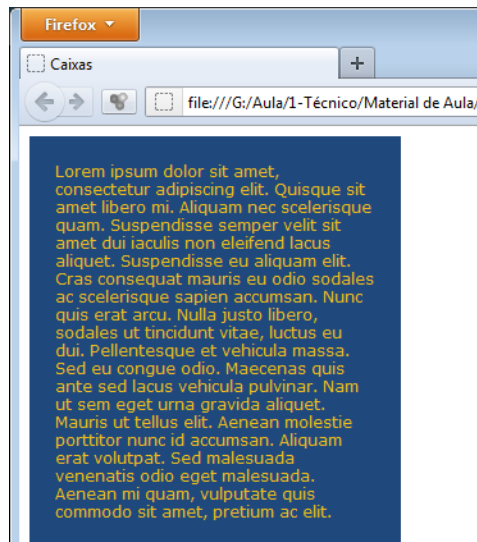 Firefox
Caixas
file:///G:/Aula/1-Técnico/Material de Aula/
Lorem ipsum dolor sit amet,
consectetur adipiscing elit. Quisque sit
amet libero mi. Aliquam nec scelerisque
quam. Suspendisse semper velit sit
amet dui iaculis non eleifend lacus
aliquet. Suspendisse eu aliquam elit.
Cras consequat mauris eu odio sodales
ac scelerisque sapien accumsan. Nunc
quis erat arcu. Nulla justo libero,
sodales ut tincidunt vitae, luctus eu
dui. Pellentesque et vehicula massa.
Sed eu congue odio. Maecenas quis
ante sed lacus vehicula pulvinar. Nam
ut sem eget urna gravida aliquet.
Mauris ut tellus elit. Aenean molestie
porttitor nunc id accumsan. Aliquam
erat volutpat. Sed malesuada
venenatis odio eget malesuada.
Aenean mi quam, vulputate quis
commodo sit amet, pretium ac elit.